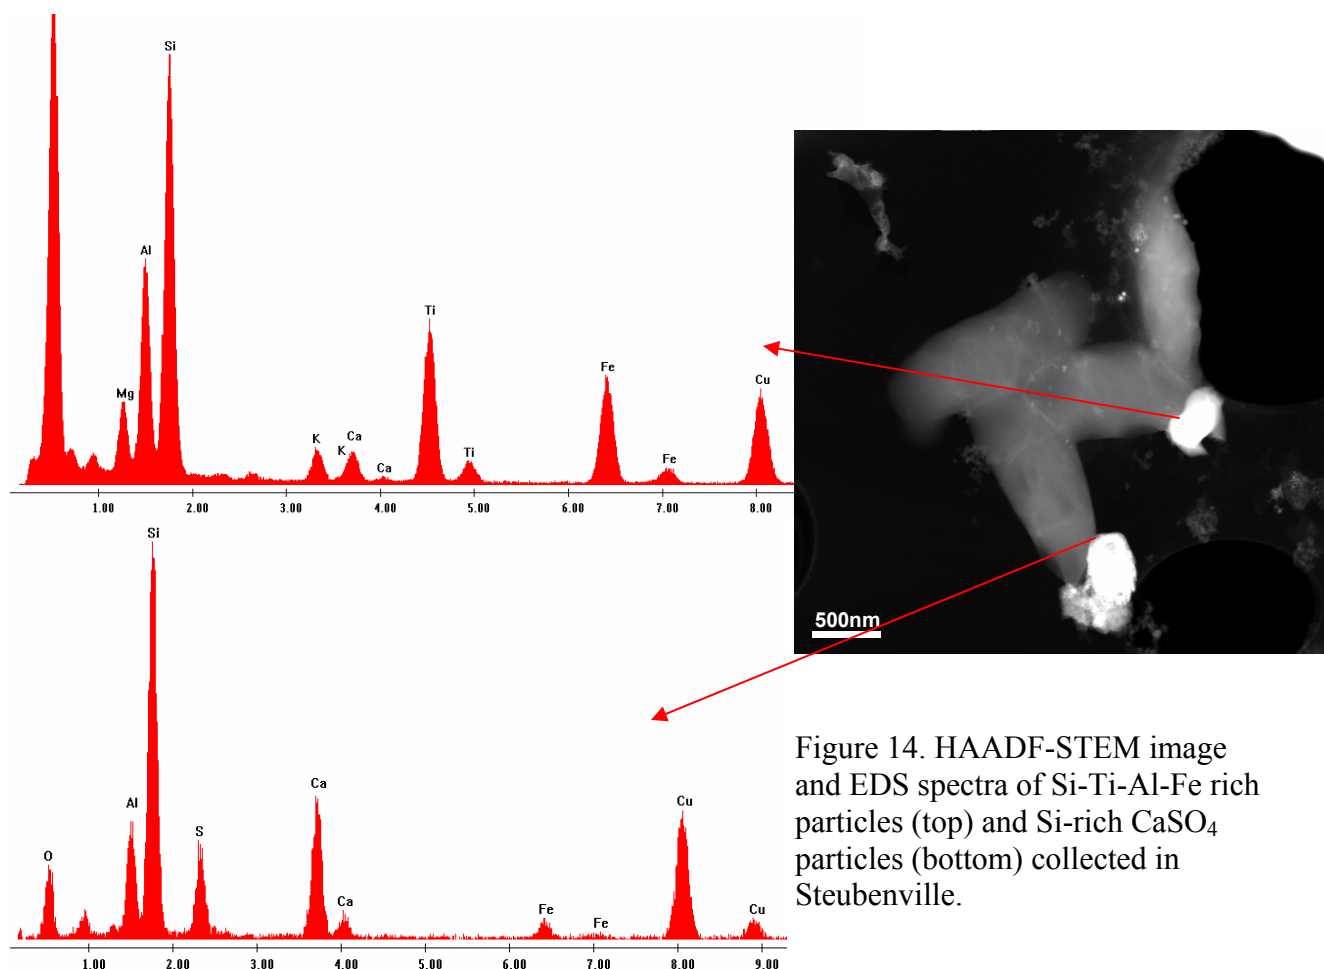 Si
Al
Mg
K
K
Ca
Ca
Ti
Ti
Fe
Fe
Cu
1.00 2.00 3.00 4.00 5.00 6.00 7.00 8.00
500nm
O
Al
Si
S
Ca
Ca
Fe
Fe
Cu
Cu
1.00 2.00 3.00 4.00 5.00 6.00 7.00 8.00 9.00
Figure 14. HAADF-STEM image
and EDS spectra of Si-Ti-Al-Fe rich
particles (top) and Si-rich CaSO₄
particles (bottom) collected in
Steubenville.